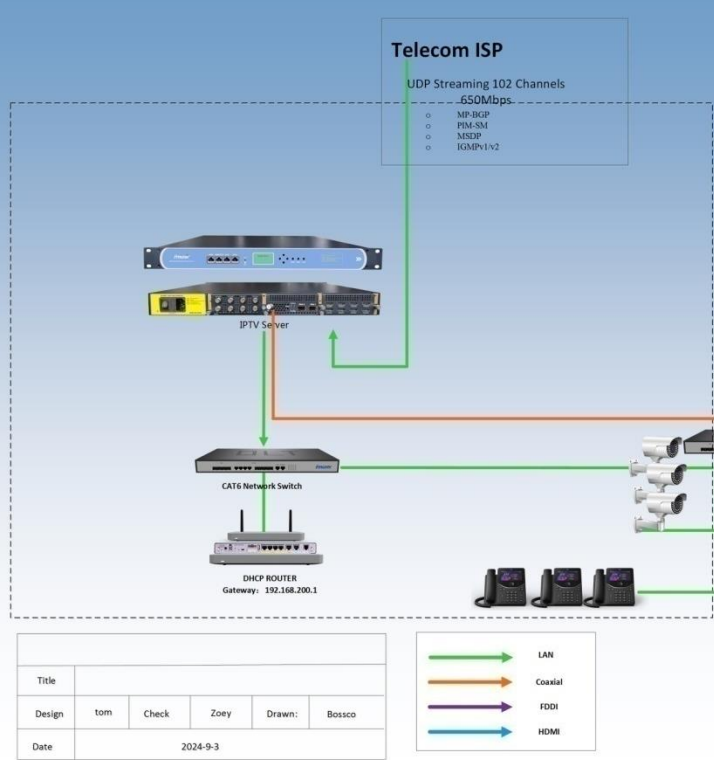 Telecom ISP
UDP Streaming 102 Channels
650Mbps
o MP-BGP
o PIM-SM
o MSDP
o IGMPv1/v2
IPTV Server
CAT6 Network Switch
DHCP ROUTER
Gateway: 192.168.200.1
Title
Design tom Check Zoey Drawn: Bossco
Date 2024-9-3
LAN
Coaxial
FDDI
HDMI